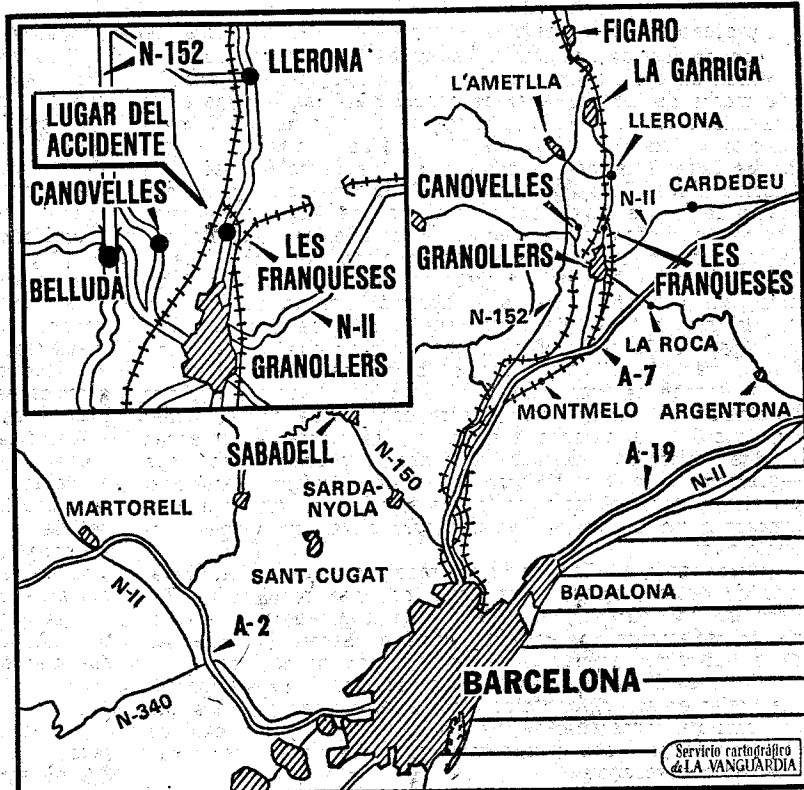 N-152
LLERONA
LUGAR DEL
ACCIDENTE
CANOVELLES
BELLUDA
LES
FRANQUESES
N-II
GRANOLLERS
FIGARO
LA GARRIGA
L'AMETLLA
LLERONA
CANOVELLES
N-II
CARDEDEU
GRANOLLERS
LES
FRANQUESES
N-152
LA ROCA
A-7
MONTMELO
ARGENTONA
SABADELL
N-150
A-19
N-II
MARTORELL
SARDA-
NYOLA
SANT CUGAT
N-II
BADALONA
A-2
BARCELONA
N-340
Servicio cartográfico
de LA VANGUARDIA